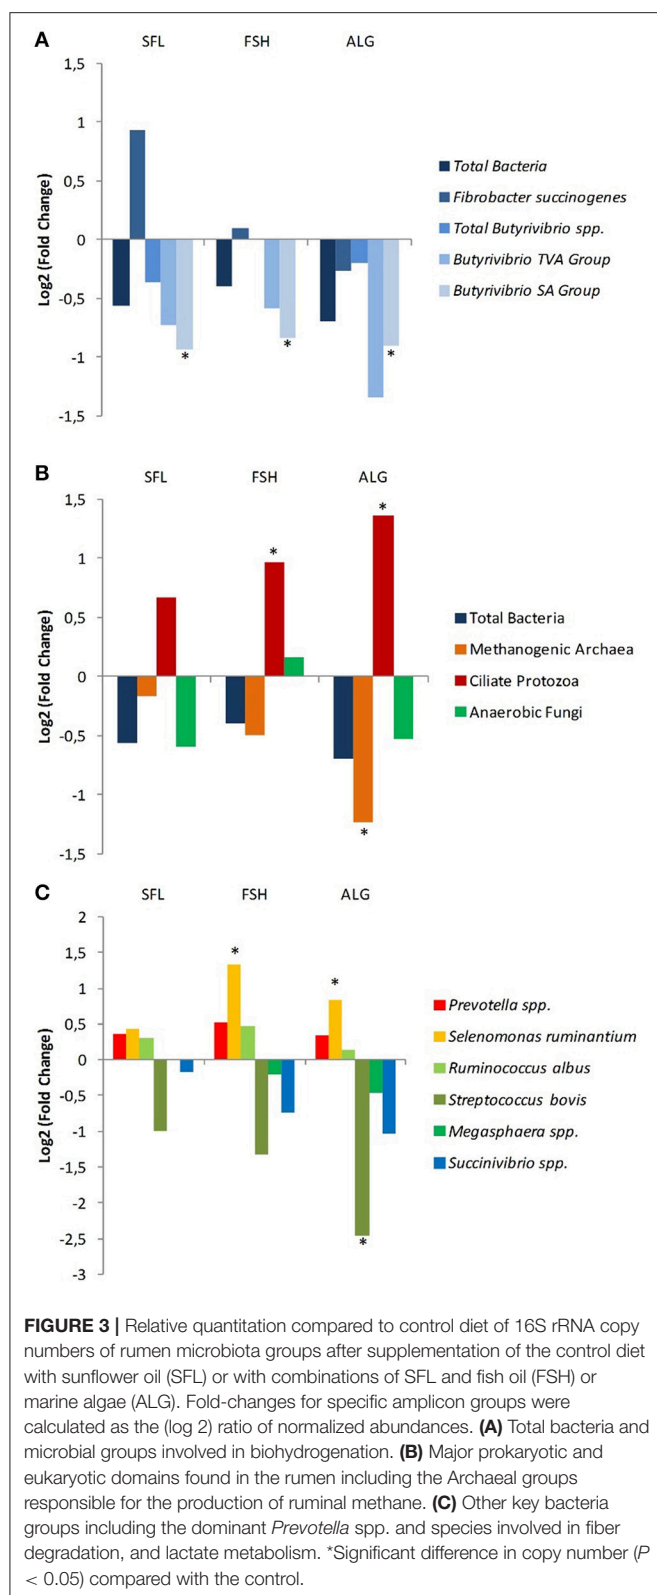 A
SFL FSH ALG
1,5
1
0,5
0
-0,5
-1
-1,5
Log2 (Fold Change)
* * *
Total Bacteria
Fibrobacter succinogenes
Total Butyrivibrio spp.
Butyrivibrio TVA Group
Butyrivibrio SA Group
B
SFL FSH ALG
1,5
1
0,5
0
-0,5
-1
-1,5
Log2 (Fold Change)
* * *
Total Bacteria
Methanogenic Archaea
Ciliate Protozoa
Anaerobic Fungi
C
SFL FSH ALG
2
1,5
1
0,5
0
-0,5
-1
-1,5
-2
-2,5
-3
Log2 (Fold Change)
* * *
Prevotella spp.
Selenomonas ruminantium
Ruminococcus albus
Streptococcus bovis
Megasphaera spp.
Succinivibrio spp.
FIGURE 3 | Relative quantitation compared to control diet of 16S rRNA copy
numbers of rumen microbiota groups after supplementation of the control diet
with sunflower oil (SFL) or with combinations of SFL and fish oil (FSH) or
marine algae (ALG). Fold-changes for specific amplicon groups were
calculated as the (log 2) ratio of normalized abundances. (A) Total bacteria and
microbial groups involved in biohydrogenation. (B) Major prokaryotic and
eukaryotic domains found in the rumen including the Archaeal groups
responsible for the production of ruminal methane. (C) Other key bacteria
groups including the dominant Prevotella spp. and species involved in fiber
degradation, and lactate metabolism. *Significant difference in copy number (P
< 0.05) compared with the control.